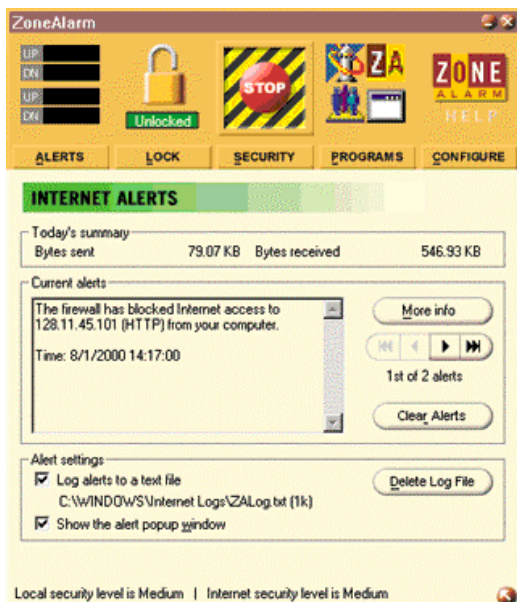 ZoneAlarm
UP
DN
UP
DN
Unlocked
STOP
ZA
ZONE
ALARM
HELP
ALERTS LOCK SECURITY PROGRAMS CONFIGURE
INTERNET ALERTS
Today's summary
Bytes sent 79.07 KB Bytes received 546.93 KB
Current alerts
The firewall has blocked Internet access to
128.11.45.101 (HTTP) from your computer.
Time: 8/1/2000 14:17:00
More info
1st of 2 alerts
Clear Alerts
Alert settings
Log alerts to a text file
C:\WINDOWS\Internet Logs\ZALog.txt (1k)
Delete Log File
Show the alert popup window
Local security level is Medium | Internet security level is Medium